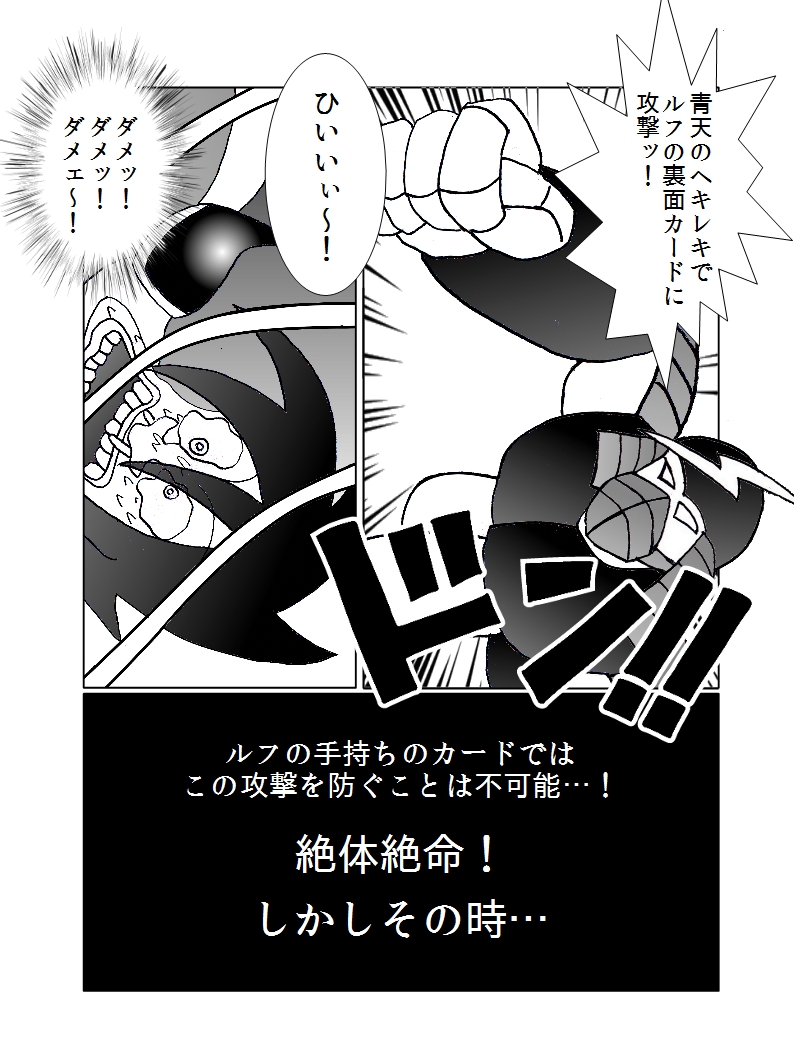 青天のヘキレキで
ルフの裏面カードに
攻撃ッ！
ひいいぃ～！
ダメッ！
ダメッ！
ダメェ～！
ドン!!
ルフの手持ちのカードでは
この攻撃を防ぐことは不可能…！
絶体絶命！
しかしその時…